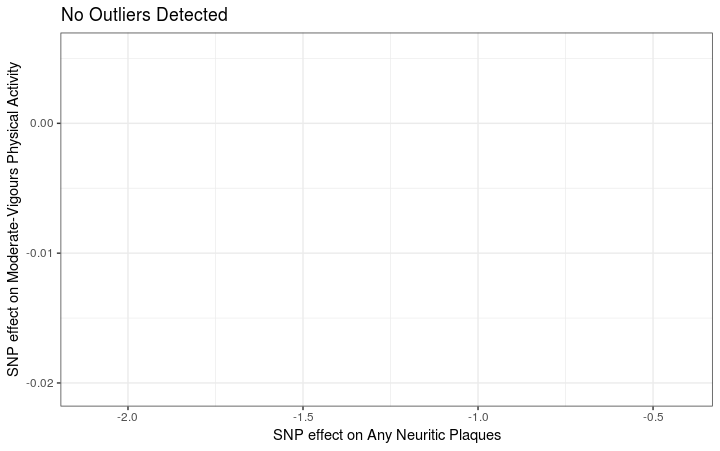 No Outliers Detected
SNP effect on Moderate-Vigours Physical Activity
0.00
-0.01
-0.02
-2.0
-1.5
-1.0
-0.5
SNP effect on Any Neuritic Plaques